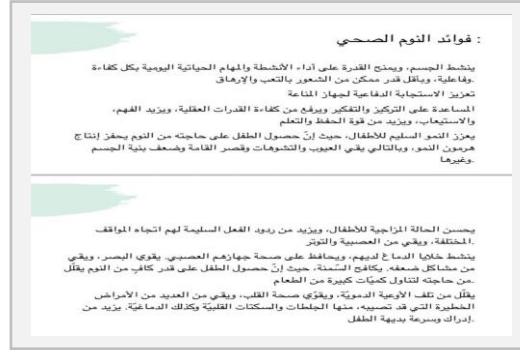 فوائد النوم الصحي :
ينشط الجسم، ويمنح القدرة على أداء الأنشطة والمهام الحياتية اليومية بكل كفاءة
وفاعلية، وبأقل قدر ممكن من الشعور بالتعب والإرهاق.
تعزيز الاستجابة الدفاعية لجهاز المناعة
المساعدة على التركيز والتفكير ويرفع من كفاءة القدرات العقلية، ويزيد الفهم،
والاستيعاب، ويزيد من قوة الحفظ والتعلم
يعزز النمو السليم للأطفال، حيث إنّ حصول الطفل على حاجته من النوم يحفز إنتاج
هرمون النمو، وبالتالي يقي العيوب والتشوهات وقصر القامة وضعف بنية الجسم
وغيرها.
يحسن الحالة المزاجية للأطفال، ويزيد من ردود الفعل السليمة لهم اتجاه المواقف
المختلفة، ويقي من العصبية والتوتر.
ينشط خلايا الدماغ لديهم، ويحافظ على صحة جهازهم العصبي. يقوي البصر، ويقي
من مشاكل ضعفه. يكافح السّمنة، حيث إنّ حصول الطفل على قدر كافٍ من النوم يقلّل
من حاجته لتناول كميّات كبيرة من الطعام.
يقلّل من تلف الأوعية الدمويّة، ويقوّي صحة القلب، ويقي من العديد من الأمراض
الخطيرة التي قد تصيبه، منها الجلطات والسكتات القلبيّة وكذلك الدماغيّة. يزيد من
إدراك وسرعة بديهة الطفل.